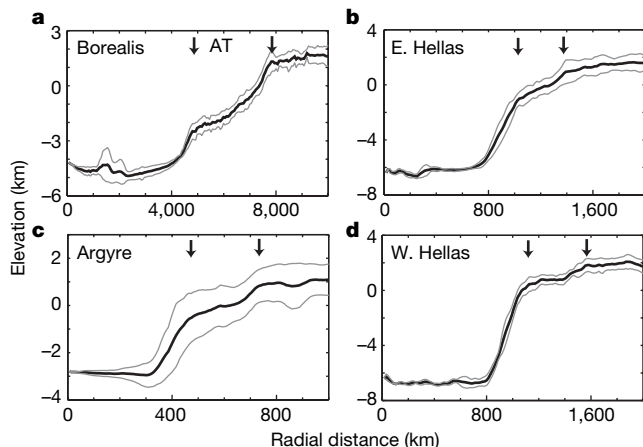 a
Borealis
AT
3
0
−3
−6
0
4,000
8,000
b
E. Hellas
4
0
−4
−8
0
800
1,600
c
Argyre
2
0
−2
−4
0
400
800
d
W. Hellas
4
0
−4
−8
0
800
1,600
Elevation (km)
Radial distance (km)